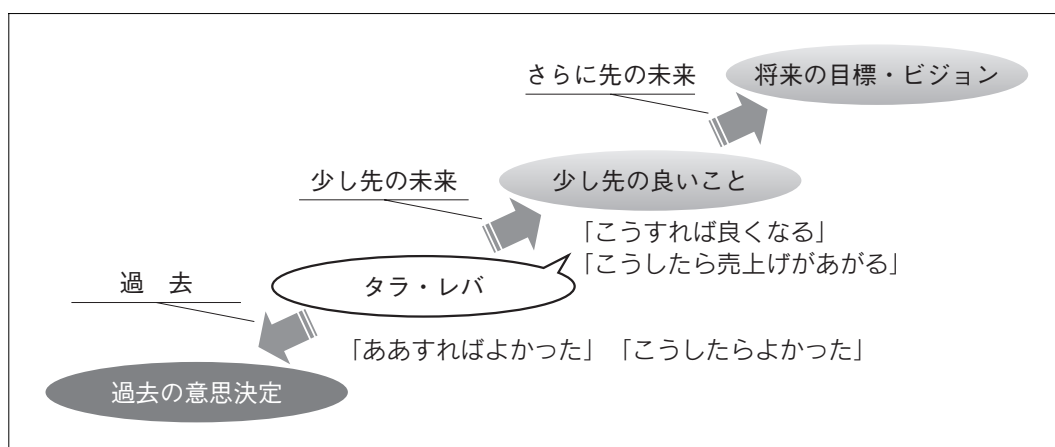 さらに先の未来
将来の目標・ビジョン
少し先の未来
少し先の良いこと
「こうすれば良くなる」
「こうしたら売上げがあがる」
過　去
タラ・レバ
「ああすればよかった」「こうしたらよかった」
過去の意思決定